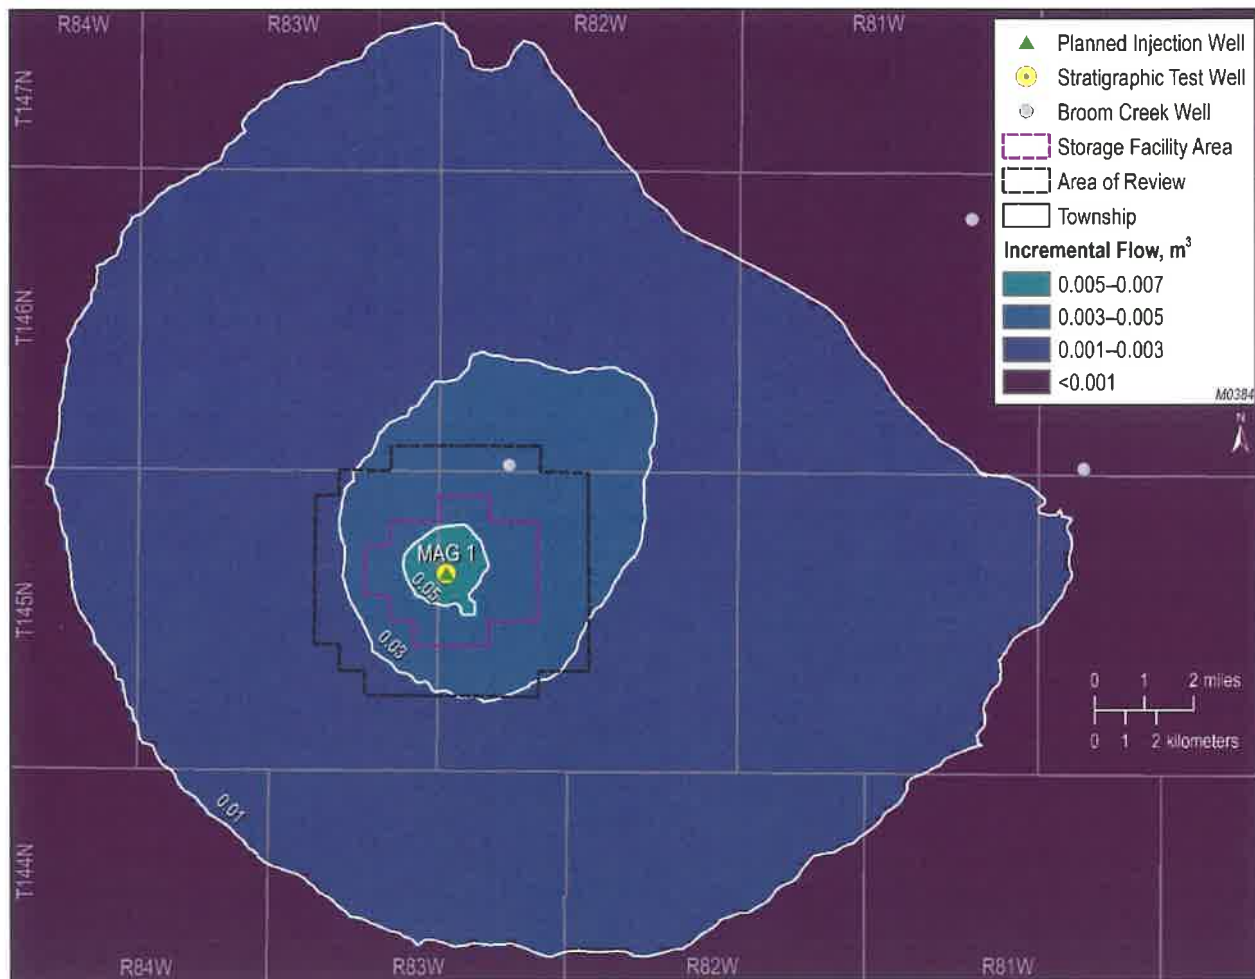 R84W R83W R82W R81W
Planned Injection Well
Stratigraphic Test Well
Broom Creek Well
Storage Facility Area
Area of Review
Township
Incremental Flow, m³
0.005–0.007
0.003–0.005
0.001–0.003
<0.001
M0384
N
T147N
T146N
T145N
T144N
MAG 1
0.05
0.03
0.01
0 1 2 miles
0 1 2 kilometers
R84W R83W R82W R81W